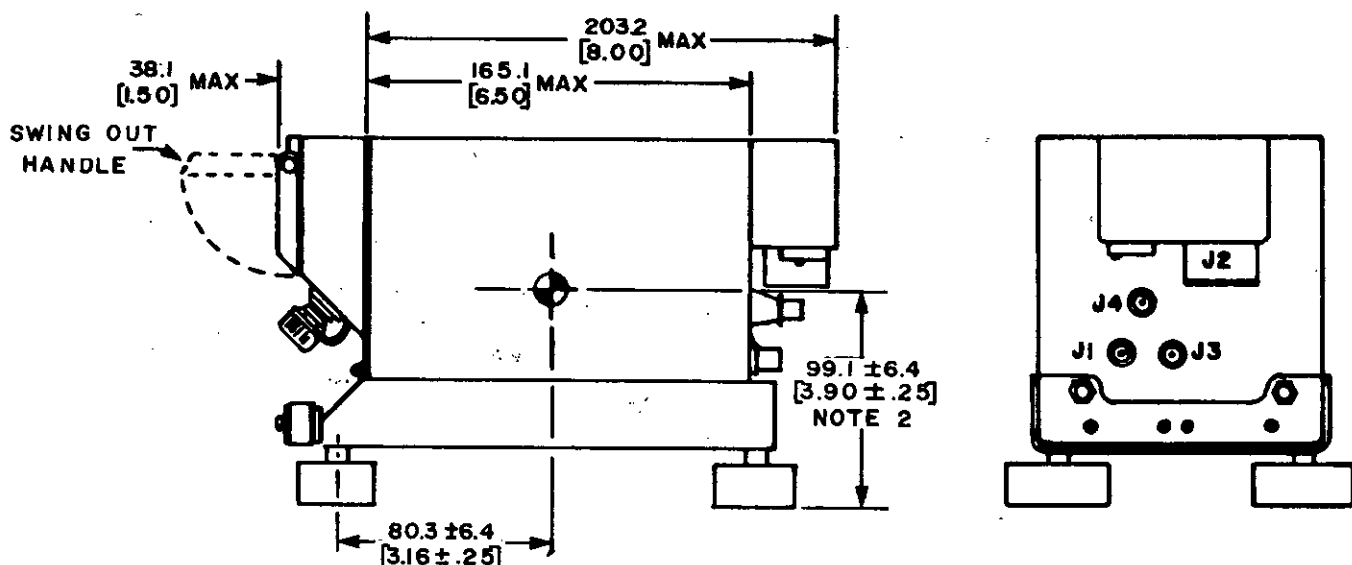 203.2
[8.00] MAX
38.1
[1.50] MAX
165.1
[6.50] MAX
SWING OUT
HANDLE
J2
J4
J1
J3
99.1 ±6.4
[3.90 ± .25]
NOTE 2
80.3 ±6.4
[3.16 ± .25]